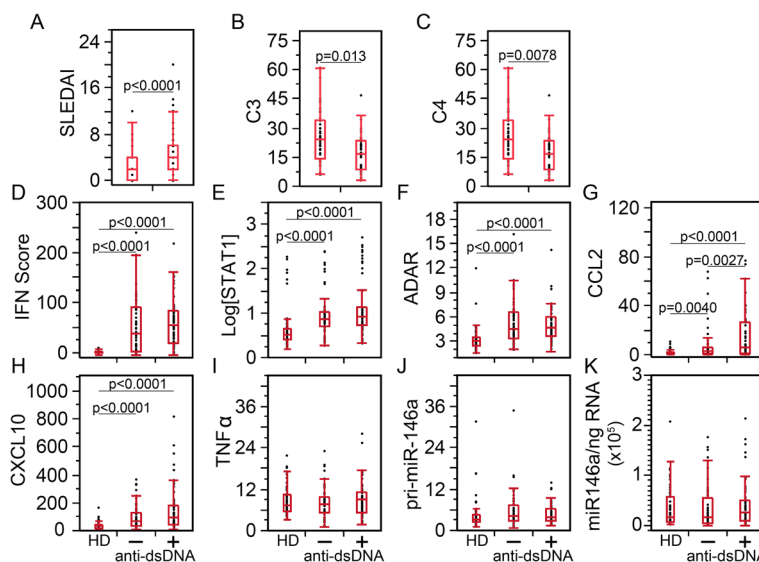 A B C
SLEDAI 24 16 8 0 p<0.0001
C3 75 60 45 30 15 0 p=0.013
C4 75 60 45 30 15 0 p=0.0078
D E F G
IFN Score 300 200 100 50 0 p<0.0001 p<0.0001
Log[STAT1] 3 2 1 0 p<0.0001 p<0.0001
ADAR 15 12 9 6 3 0 p<0.0001 p<0.0001
CCL2 120 80 40 0 p<0.0001 p=0.0027 p=0.0040
H I J K
CXCL10 1000 800 600 400 200 0 p<0.0001 p<0.0001
TNFα 36 24 12 0
pri-miR-146a 36 24 12 0
miR146a/ng RNA (x10⁵) 3 2 1 0
HD − + HD − + HD − + HD − +
anti-dsDNA anti-dsDNA anti-dsDNA anti-dsDNA